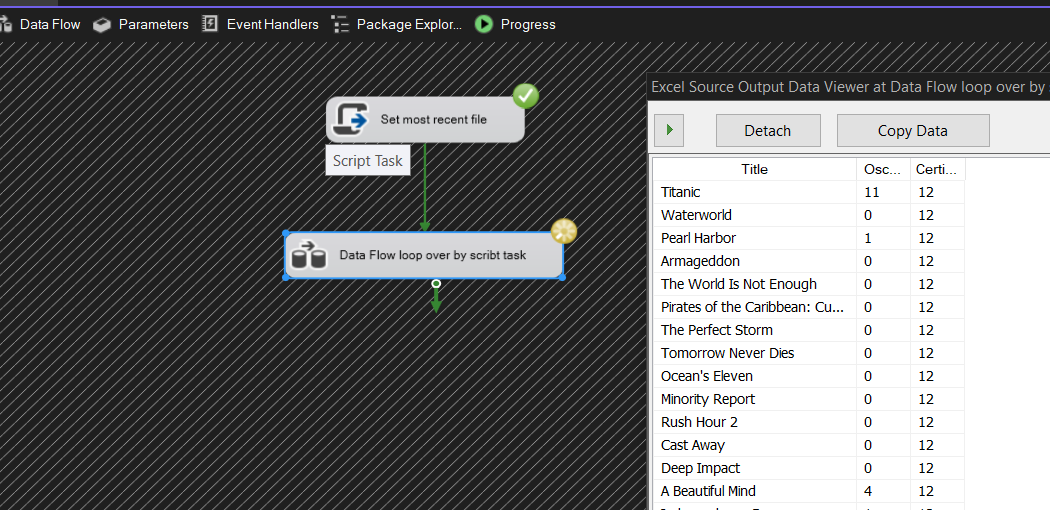 Data Flow Parameters Event Handlers Package Explor... Progress
Set most recent file
Script Task
Data Flow loop over by scribt task
Excel Source Output Data Viewer at Data Flow loop over by
Detach Copy Data
Title Osc... Certi...
Titanic 11 12
Waterworld 0 12
Pearl Harbor 1 12
Armageddon 0 12
The World Is Not Enough 0 12
Pirates of the Caribbean: Cu... 0 12
The Perfect Storm 0 12
Tomorrow Never Dies 0 12
Ocean's Eleven 0 12
Minority Report 0 12
Rush Hour 2 0 12
Cast Away 0 12
Deep Impact 0 12
A Beautiful Mind 4 12